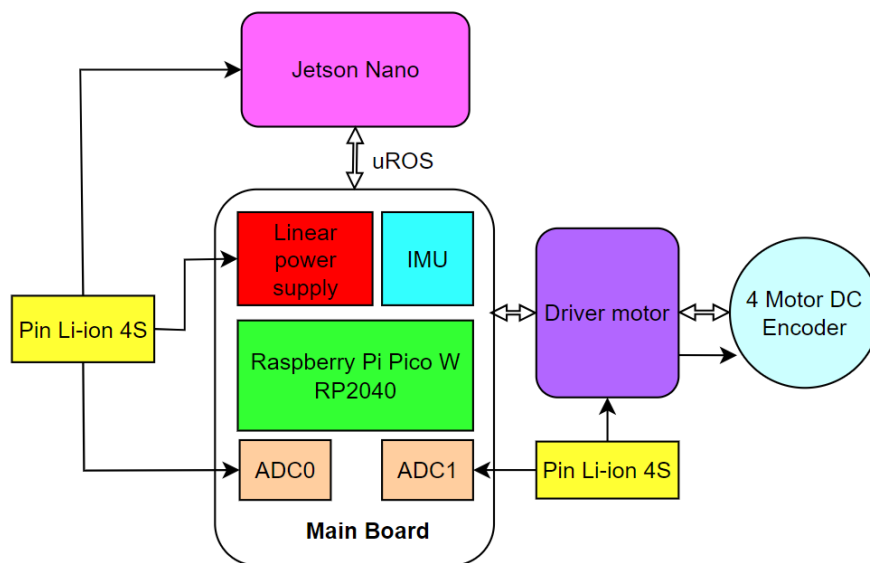 Jetson Nano
uROS
Linear
power
supply
IMU
Raspberry Pi Pico W
RP2040
ADC0
ADC1
Main Board
Pin Li-ion 4S
Driver motor
4 Motor DC
Encoder
Pin Li-ion 4S